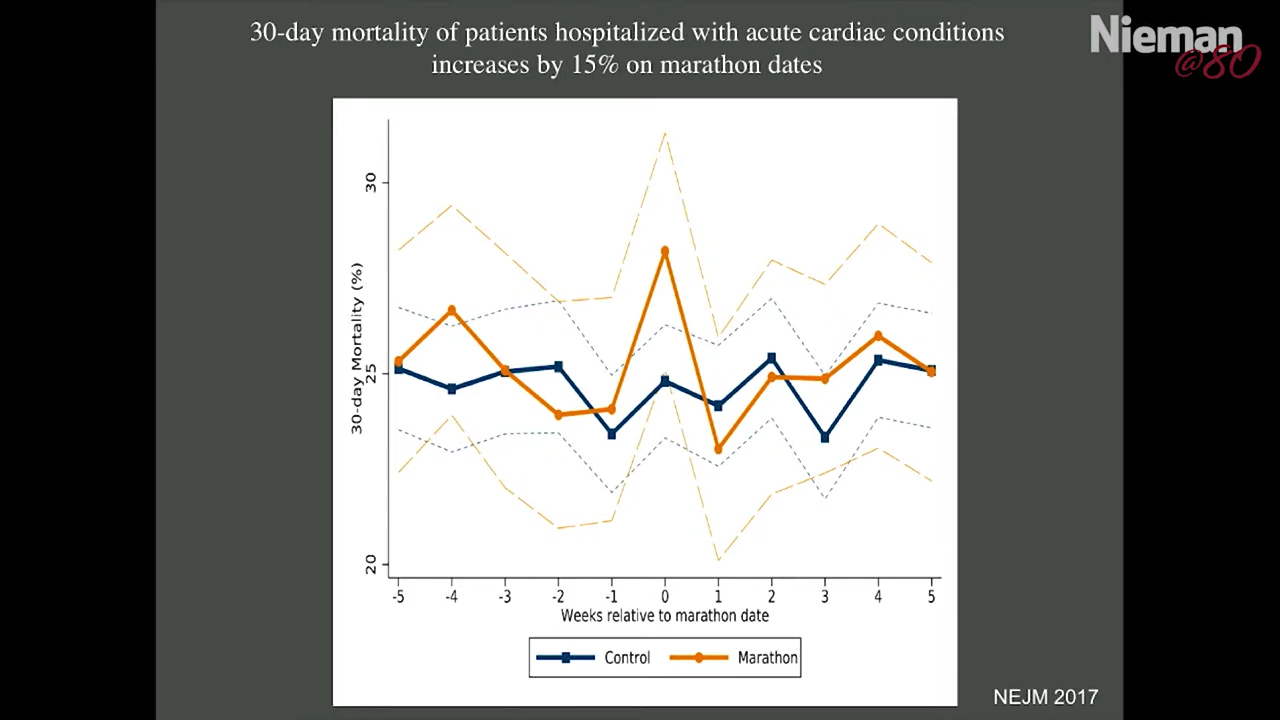 30-day mortality of patients hospitalized with acute cardiac conditions
increases by 15% on marathon dates
Nieman
@80
30
25
20
30-day Mortality (%)
-5 -4 -3 -2 -1 0 1 2 3 4 5
Weeks relative to marathon date
Control Marathon
NEJM 2017